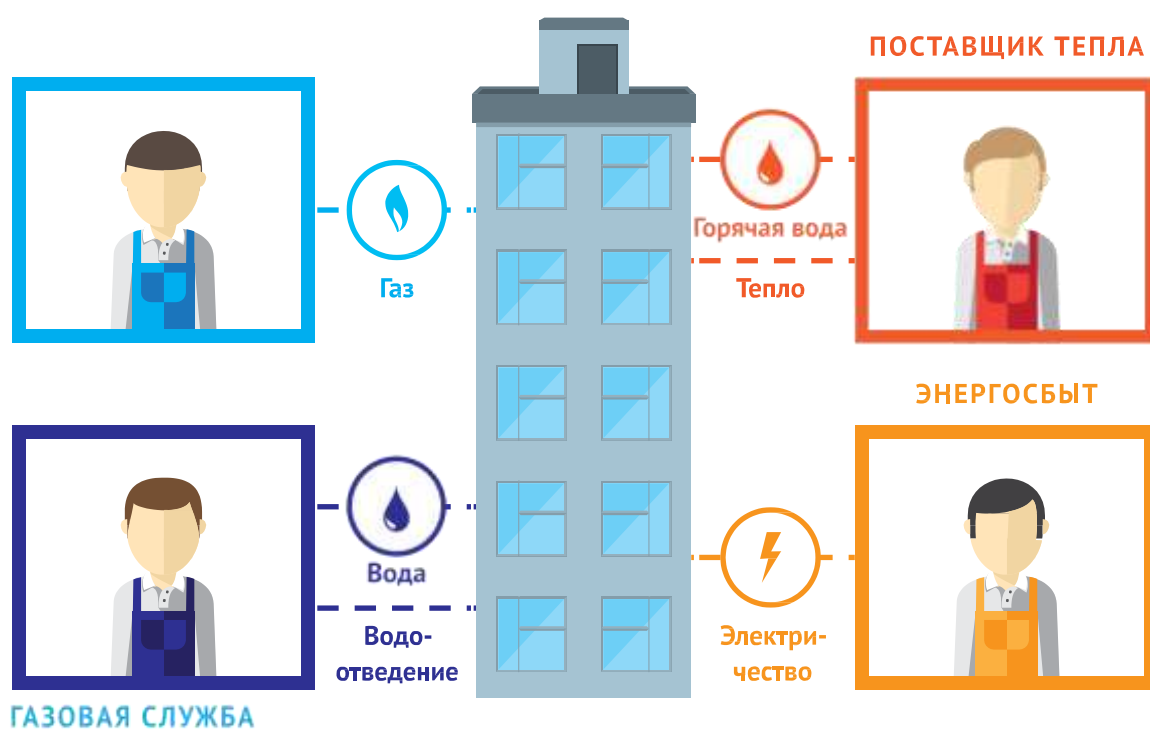 ПОСТАВЩИК ТЕПЛА
Горячая вода
Газ
Тепло
ЭНЕРГОСБЫТ
Вода
Водо-
отведение
Электри-
чество
ГАЗОВАЯ СЛУЖБА